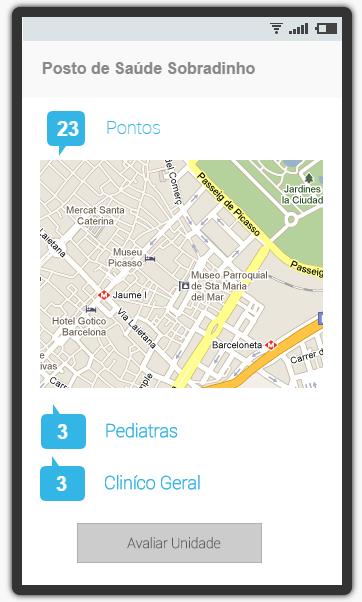 Posto de Saúde Sobradinho
23 Pontos
del Comerç
Passeig de Picasso
Jardines
la Ciudad
Mercat Santa
Caterina
Laietana
Museu
Picasso
Passeig
Museo Parroquial
de Sta Maria
del Mar
Jaume I
Hotel Gotico
Barcelona
Via Laietana
Barceloneta
Carrer de
3 Pediatras
3 Cliníco Geral
Avaliar Unidade